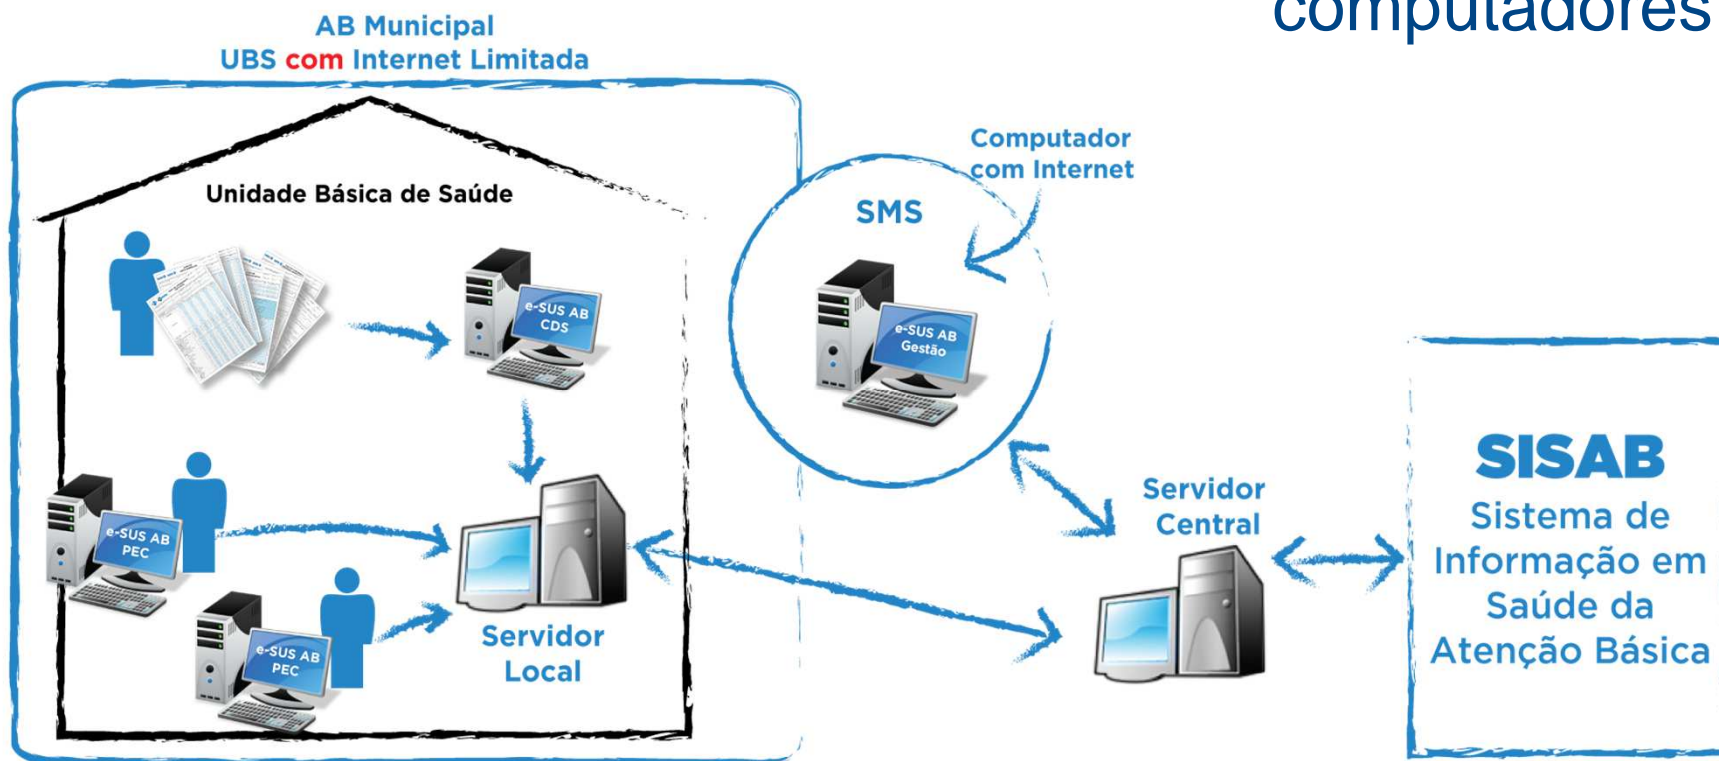 computadores
AB Municipal
UBS com Internet Limitada
Unidade Básica de Saúde
e-SUS AB
CDS
e-SUS AB
PEC
e-SUS AB
PEC
Servidor
Local
Computador
com Internet
SMS
e-SUS AB
Gestão
Servidor
Central
SISAB
Sistema de
Informação em
Saúde da
Atenção Básica